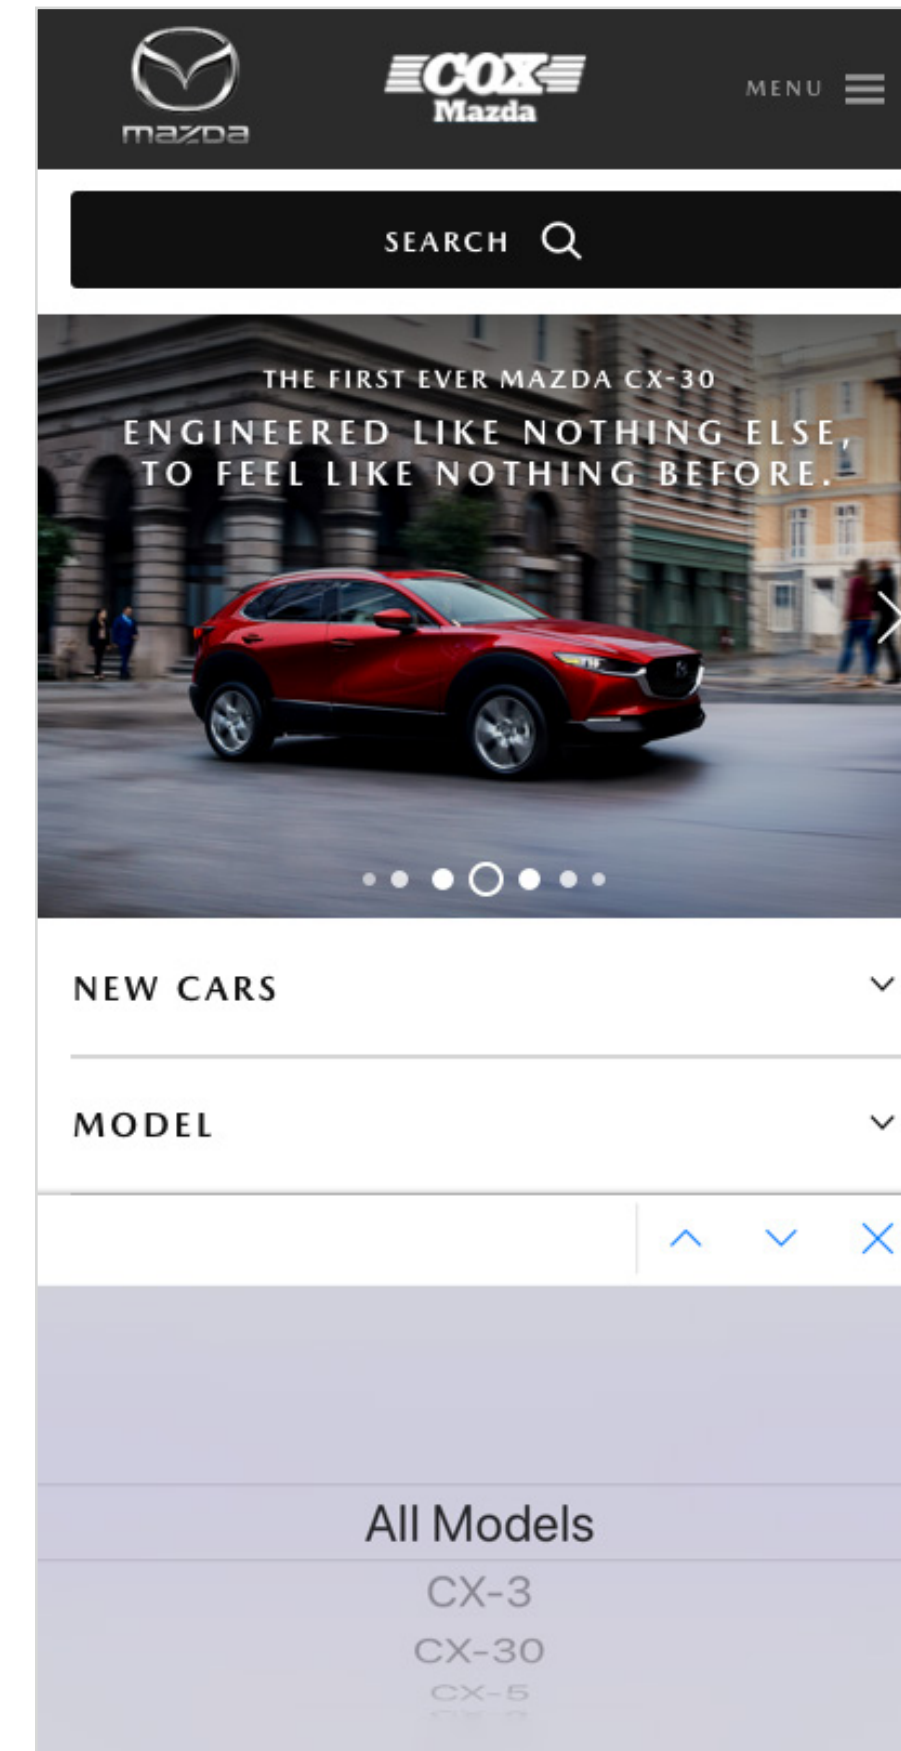 mazda
COX
Mazda
MENU
SEARCH
THE FIRST EVER MAZDA CX-30
ENGINEERED LIKE NOTHING ELSE,
TO FEEL LIKE NOTHING BEFORE.
NEW CARS
MODEL
All Models
CX-3
CX-30
CX-5